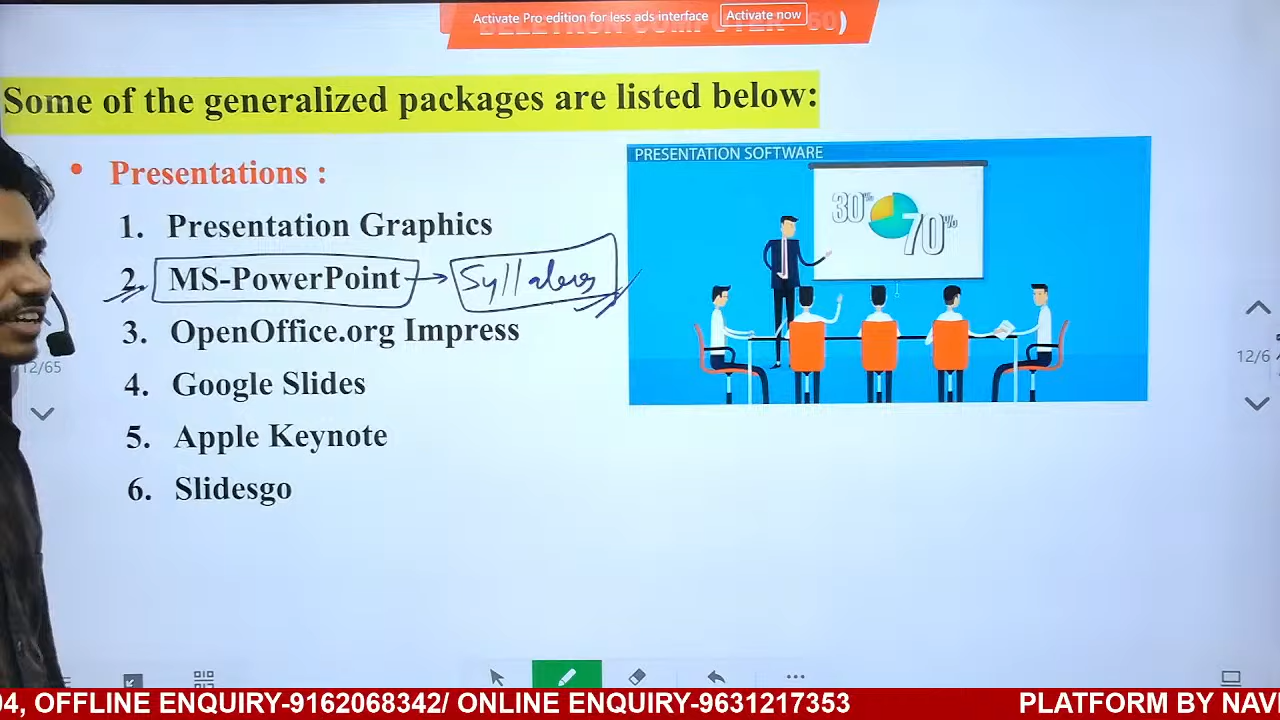 Activate Pro edition for less ads interface Activate now
Some of the generalized packages are listed below:
• Presentations :
1. Presentation Graphics
2. MS-PowerPoint → Syllabus
3. OpenOffice.org Impress
4. Google Slides
5. Apple Keynote
6. Slidesgo
PRESENTATION SOFTWARE
30%
70%
12/65
12/6
04, OFFLINE ENQUIRY-9162068342/ ONLINE ENQUIRY-9631217353 PLATFORM BY NAVI